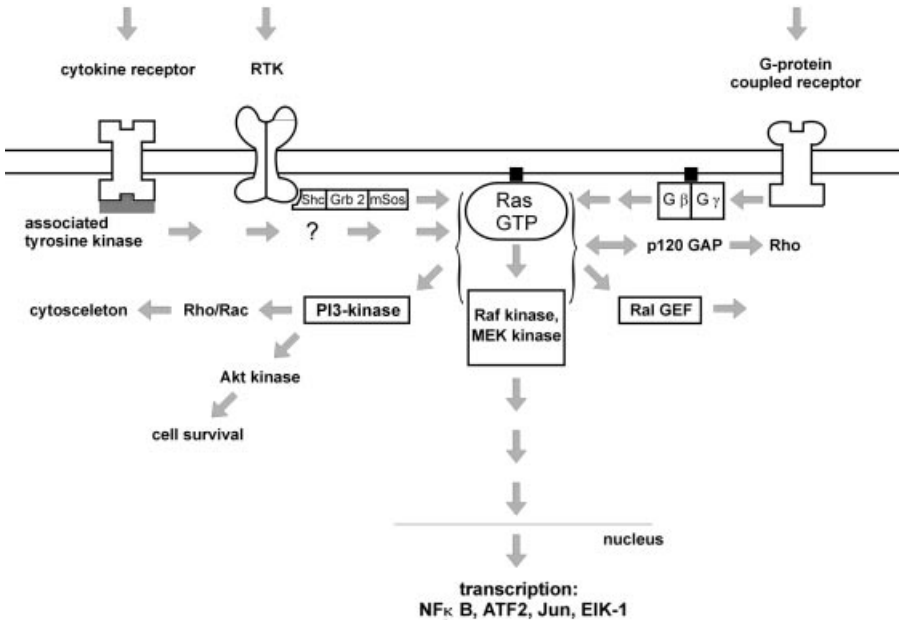 cytokine receptor
RTK
G-protein
coupled receptor
Shc Grb 2 mSos
Ras
GTP
G β G γ
associated
tyrosine kinase
?
p120 GAP
Rho
cytosceleton
Rho/Rac
PI3-kinase
Raf kinase,
MEK kinase
Ral GEF
Akt kinase
cell survival
nucleus
transcription:
NFκ B, ATF2, Jun, EIK-1